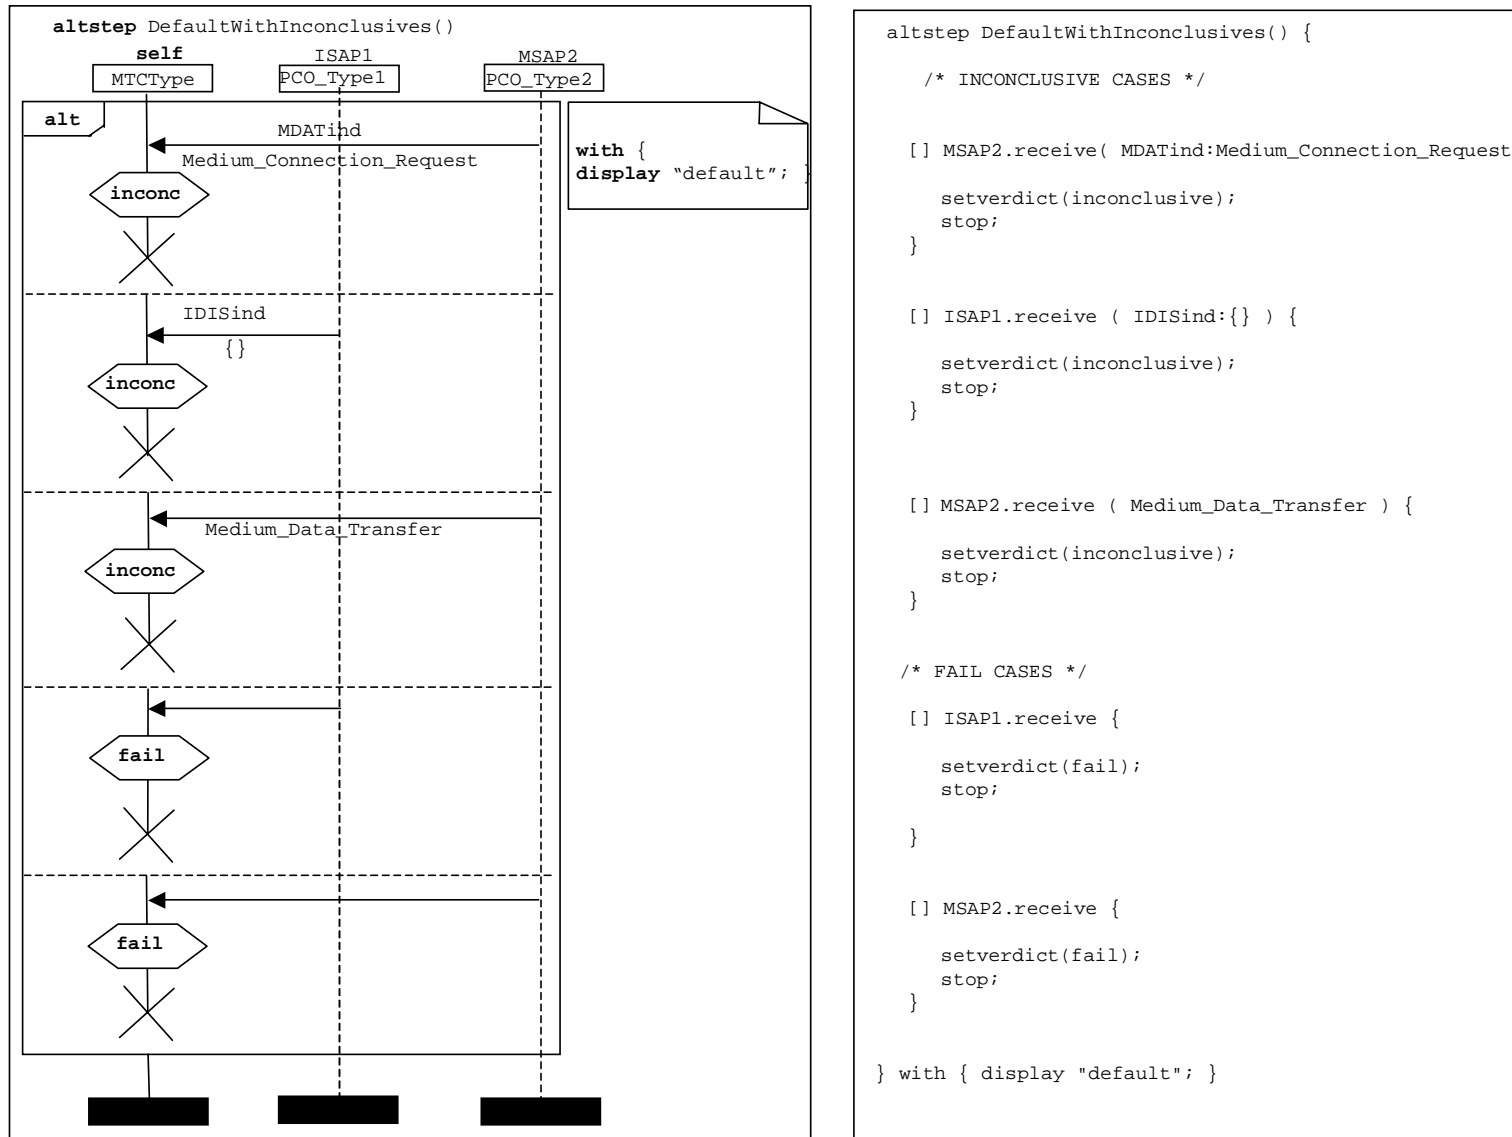 altstep DefaultWithInconclusives()
self
ISAP1
MSAP2
MTCType
PCO_Type1
PCO_Type2
alt
MDATind
Medium_Connection_Request
inconc
with {
display “default”; }
IDISind
{}
inconc
Medium_Data_Transfer
inconc
fail
fail
altstep DefaultWithInconclusives() {
/* INCONCLUSIVE CASES */
[] MSAP2.receive( MDATind:Medium_Connection_Request
setverdict(inconclusive);
stop;
}
[] ISAP1.receive ( IDISind:{} ) {
setverdict(inconclusive);
stop;
}
[] MSAP2.receive ( Medium_Data_Transfer ) {
setverdict(inconclusive);
stop;
}
/* FAIL CASES */
[] ISAP1.receive {
setverdict(fail);
stop;
}
[] MSAP2.receive {
setverdict(fail);
stop;
}
} with { display "default"; }